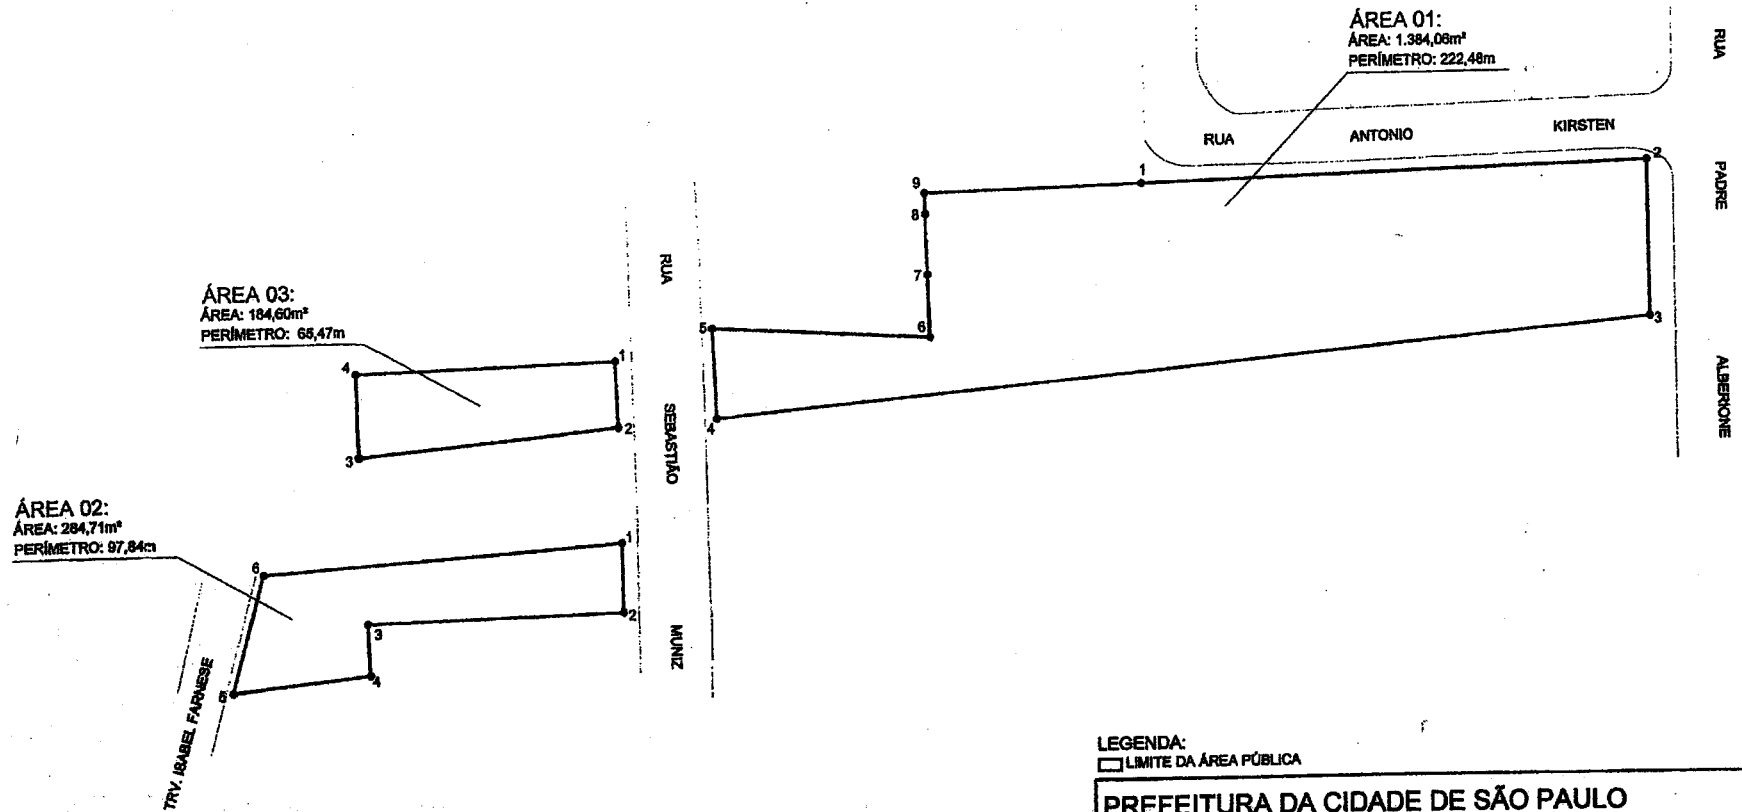 ÁREA 01:
ÁREA: 1.384,06m²
PERÍMETRO: 222,48m
RUA
RUA ANTONIO KIRSTEN
PADRE
ALBERIONE
1
2
3
4
5
6
7
8
9
RUA
SEBASTIÃO
MUNIZ
ÁREA 03:
ÁREA: 184,60m²
PERÍMETRO: 65,47m
1
2
3
4
ÁREA 02:
ÁREA: 284,71m²
PERÍMETRO: 97,84m
1
2
3
4
5
6
TRV. ISABEL FARNESE
LEGENDA:
LIMITE DA ÁREA PÚBLICA
PREFEITURA DA CIDADE DE SÃO PAULO